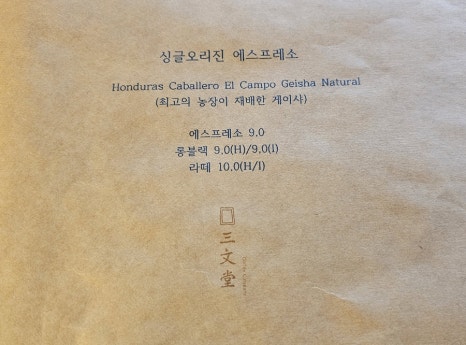 싱글오리진 에스프레소
Honduras Caballero El Campo Geisha Natural
(최고의 농장이 재배한 게이샤)
에스프레소 9.0
롱블랙 9.0(H)/9.0(I)
라떼 10.0(H/I)
三文堂